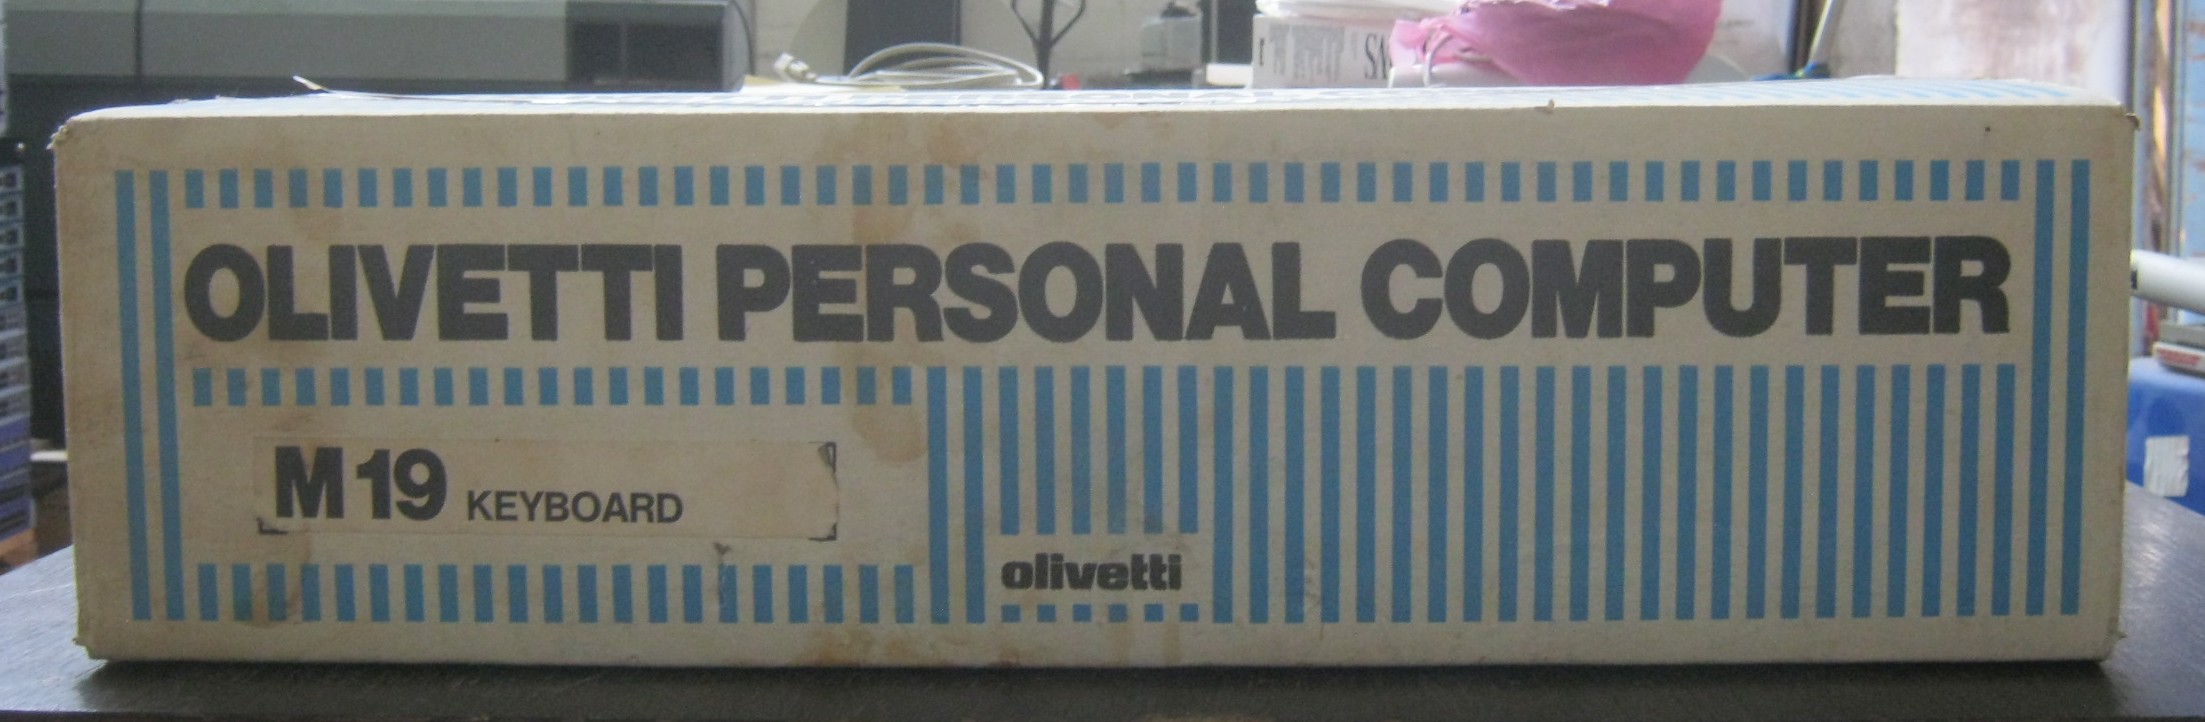 OLIVETTI PERSONAL COMPUTER
M19 KEYBOARD
olivetti